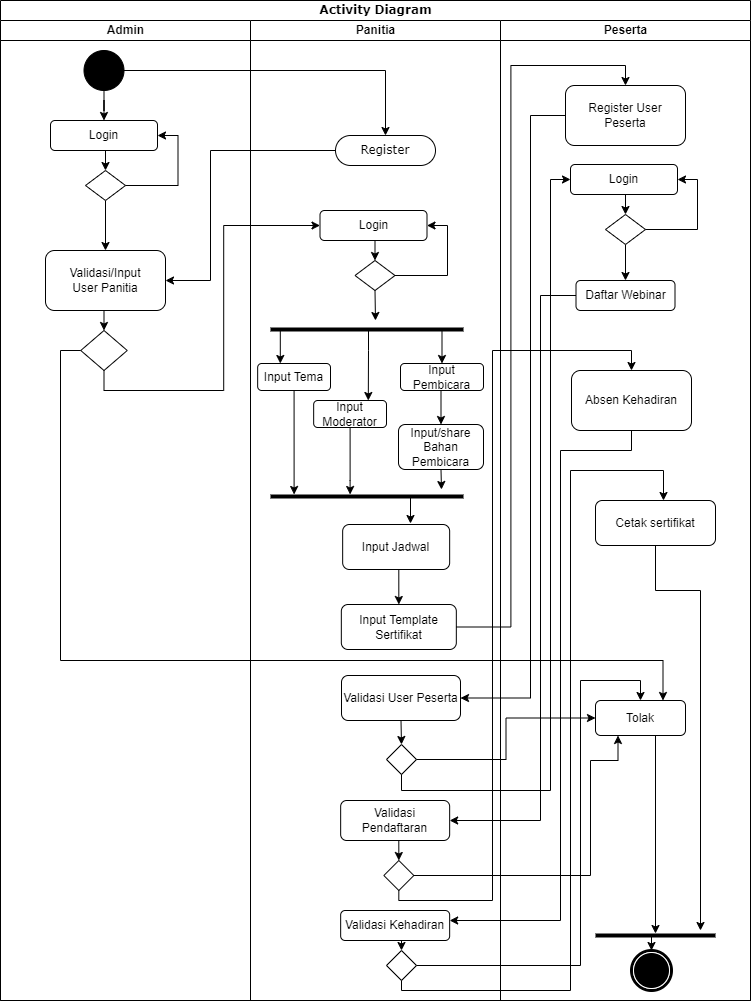 Activity Diagram
Admin
Panitia
Peserta
Login
Validasi/Input
User Panitia
Register
Login
Input Tema
Input
Moderator
Input
Pembicara
Input/share
Bahan
Pembicara
Input Jadwal
Input Template
Sertifikat
Validasi User Peserta
Validasi
Pendaftaran
Validasi Kehadiran
Register User
Peserta
Login
Daftar Webinar
Absen Kehadiran
Cetak sertifikat
Tolak